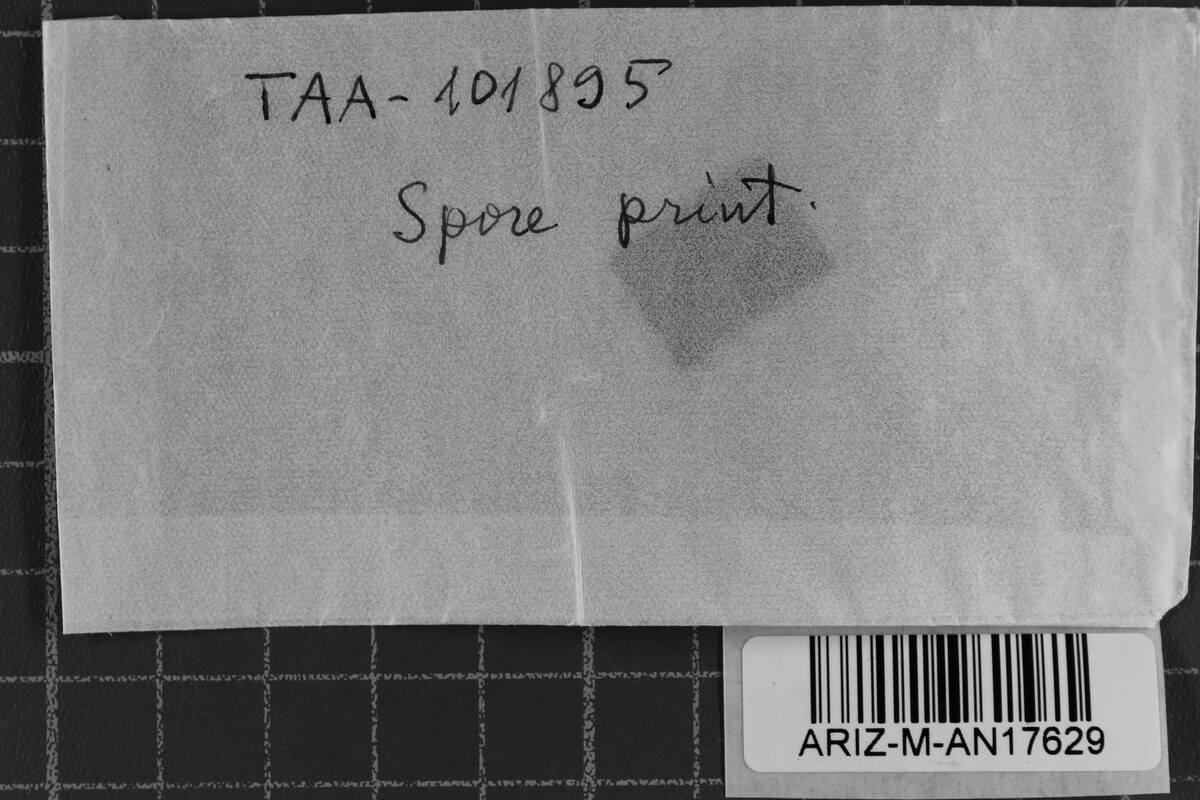 TAA-101895
Spore print.
ARIZ-M-AN17629